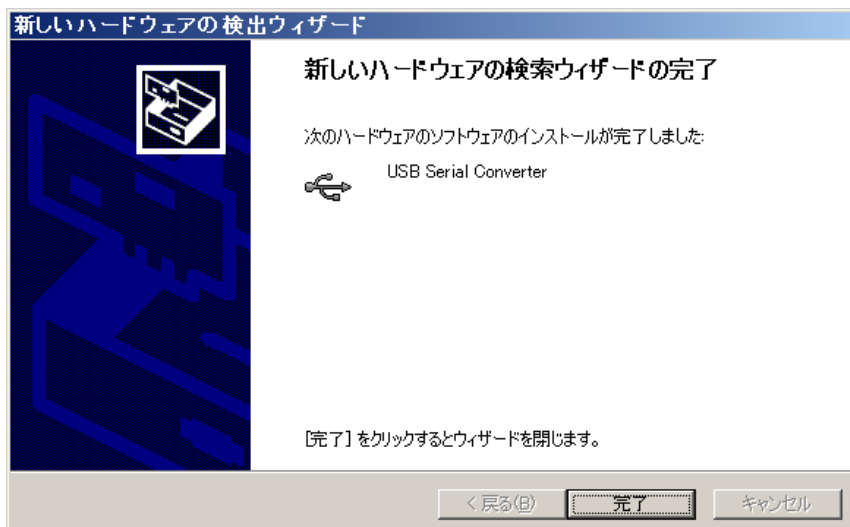 新しいハードウェアの検出ウィザード
新しいハードウェアの検索ウィザードの完了
次のハードウェアのソフトウェアのインストールが完了しました:
USB Serial Converter
[完了] をクリックするとウィザードを閉じます。
< 戻る(B)
完了
キャンセル